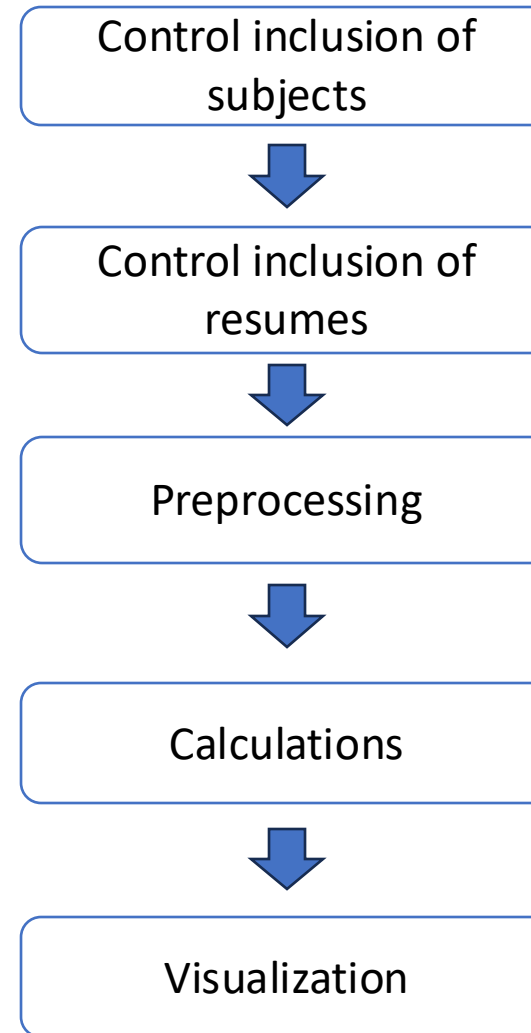 Control inclusion of
subjects
Control inclusion of
resumes
Preprocessing
Calculations
Visualization